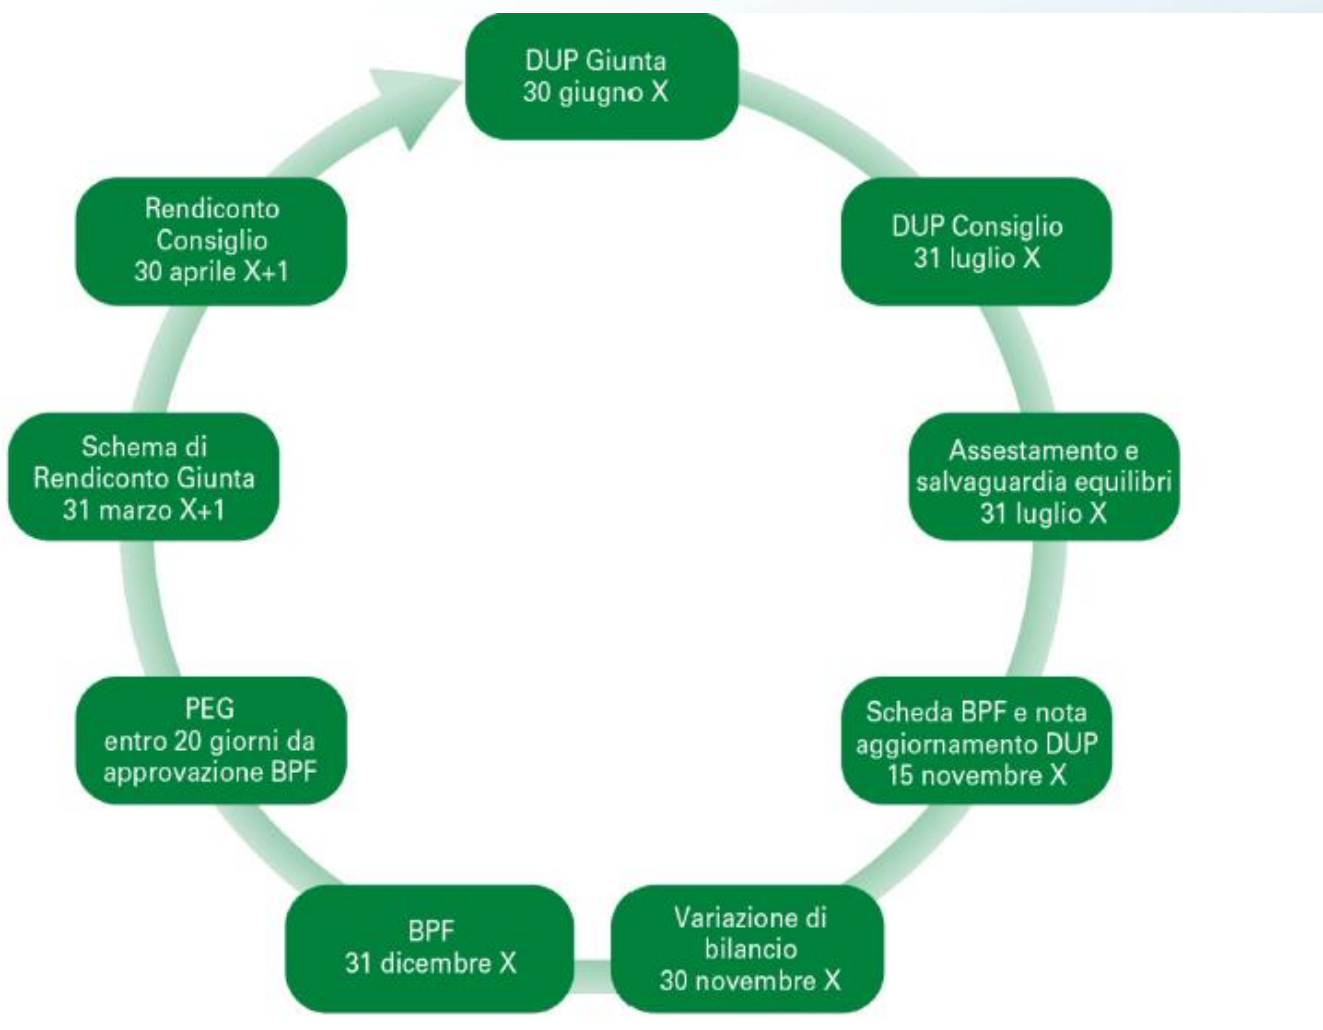 DUP Giunta
30 giugno X
DUP Consiglio
31 luglio X
Assestamento e
salvaguardia equilibri
31 luglio X
Scheda BPF e nota
aggiornamento DUP
15 novembre X
Variazione di
bilancio
30 novembre X
BPF
31 dicembre X
PEG
entro 20 giorni da
approvazione BPF
Schema di
Rendiconto Giunta
31 marzo X+1
Rendiconto
Consiglio
30 aprile X+1